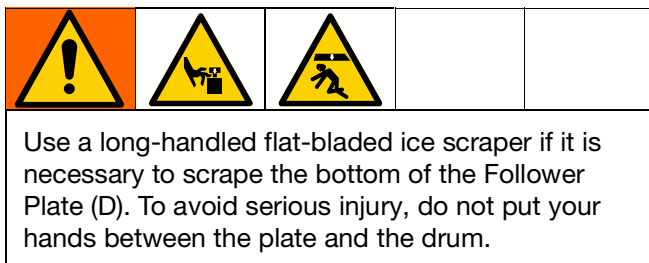 Use a long-handled flat-bladed ice scraper if it is
necessary to scrape the bottom of the Follower
Plate (D). To avoid serious injury, do not put your
hands between the plate and the drum.